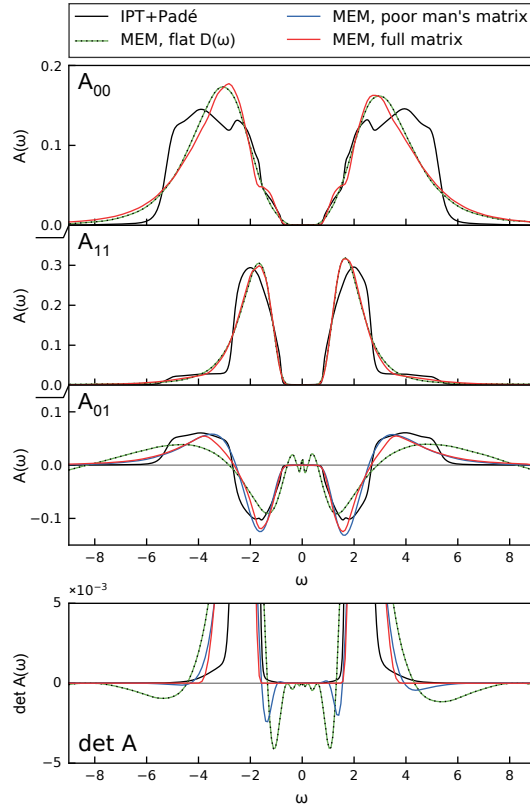 IPT+Padé MEM, poor man's matrix
MEM, flat D(ω) MEM, full matrix
0.2
A₀₀
A(ω)
0.1
0.0
A₁₁
0.3
A(ω)
0.2
0.1
0.0
A₀₁
0.1
A(ω)
0.0
−0.1
−8 −6 −4 −2 0 2 4 6 8
ω
×10⁻³
5
det A(ω)
0
det A
−5
−8 −6 −4 −2 0 2 4 6 8
ω